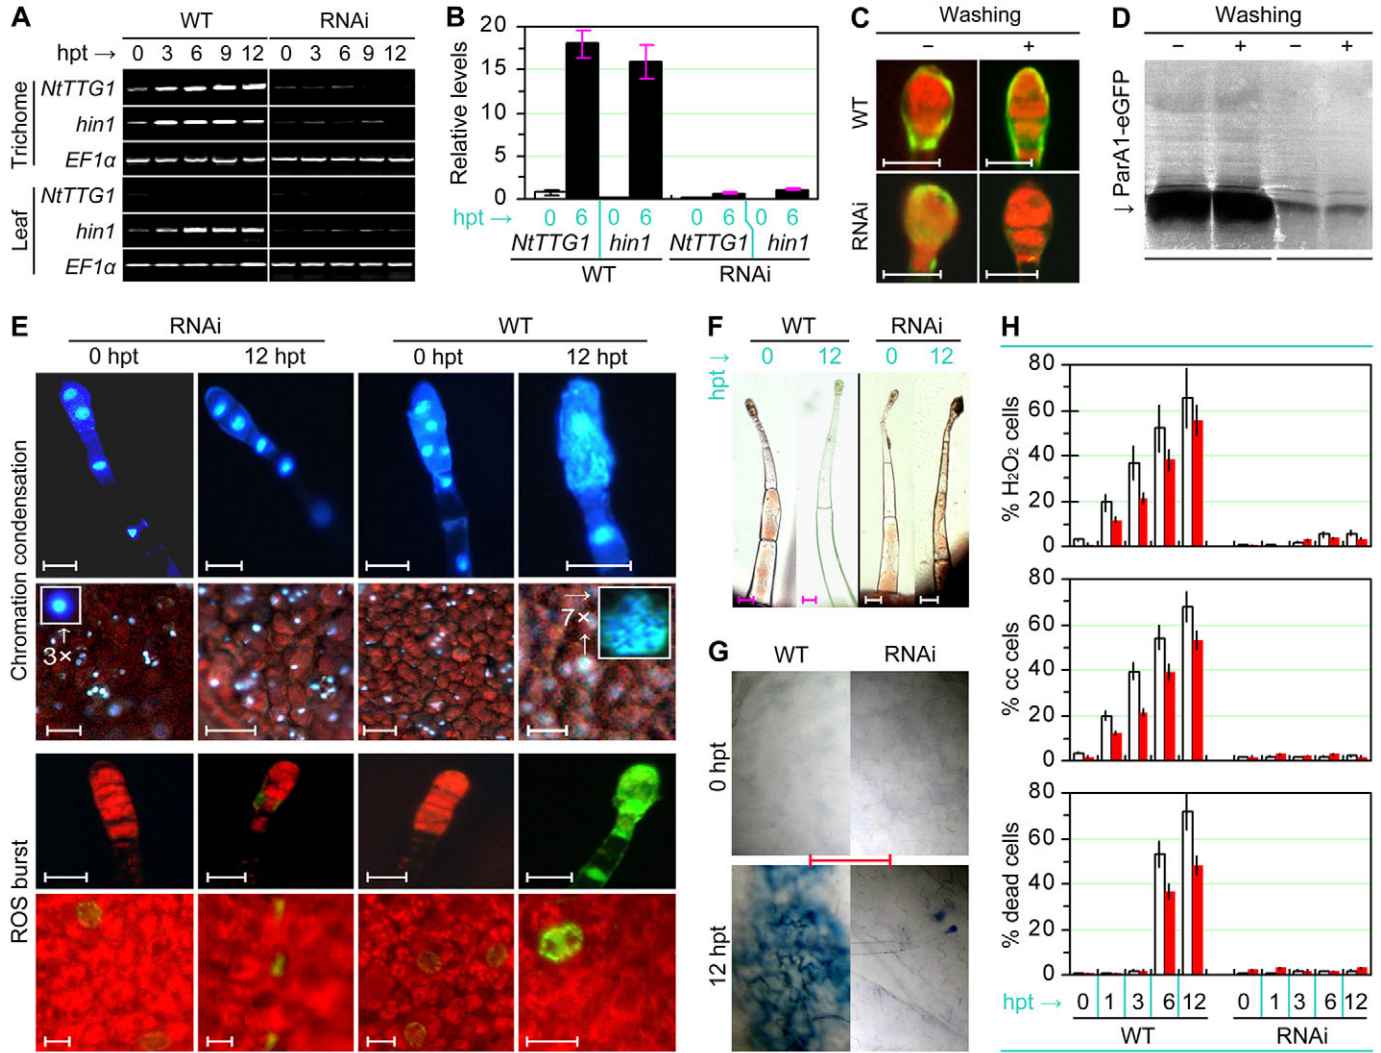 A
WT RNAi
hpt → 0 3 6 9 12 0 3 6 9 12
Trichome
NtTTG1
hin1
EF1α
Leaf
NtTTG1
hin1
EF1α
B
Relative levels
20
15
10
5
0
hpt → 0 6 0 6 0 6 0 6
NtTTG1 hin1 NtTTG1 hin1
WT RNAi
C
Washing
− +
WT
RNAi
D
Washing
− + − +
↓ ParA1-eGFP
E
RNAi WT
0 hpt 12 hpt 0 hpt 12 hpt
Chromation condensation
3×
7×
ROS burst
F
WT RNAi
hpt → 0 12 0 12
G
WT RNAi
0 hpt
12 hpt
H
% H₂O₂ cells
80
60
40
20
0
% cc cells
80
60
40
20
0
% dead cells
80
60
40
20
0
hpt → 0 1 3 6 12 0 1 3 6 12
WT RNAi